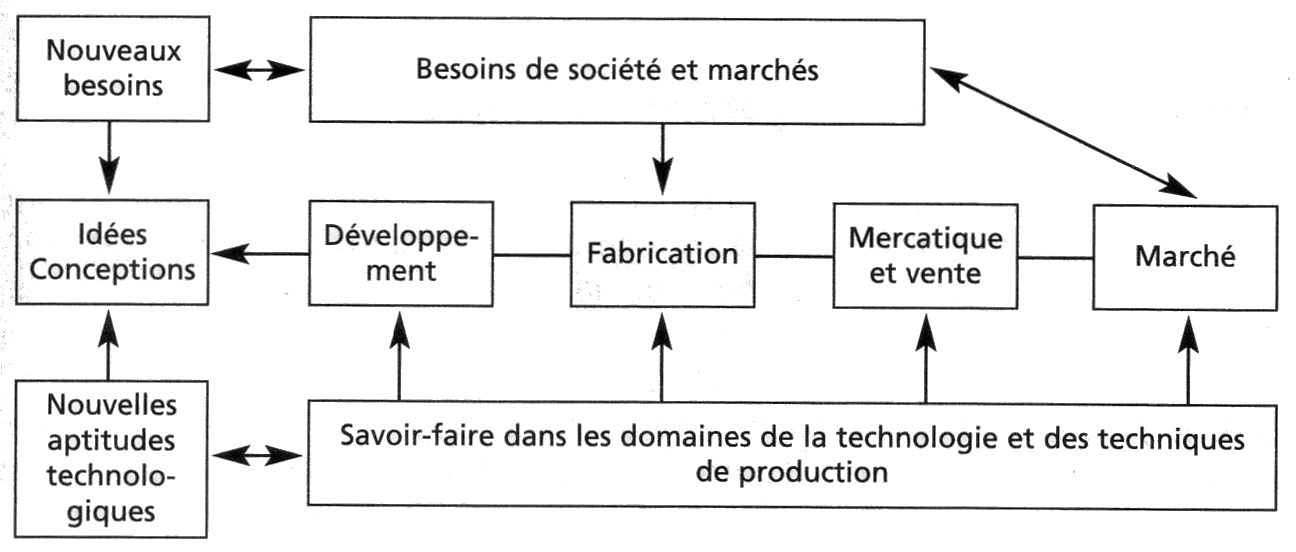 Nouveaux
besoins
Besoins de société et marchés
Idées
Conceptions
Développe-
ment
Fabrication
Mercatique
et vente
Marché
Nouvelles
aptitudes
technolo-
giques
Savoir-faire dans les domaines de la technologie et des techniques
de production